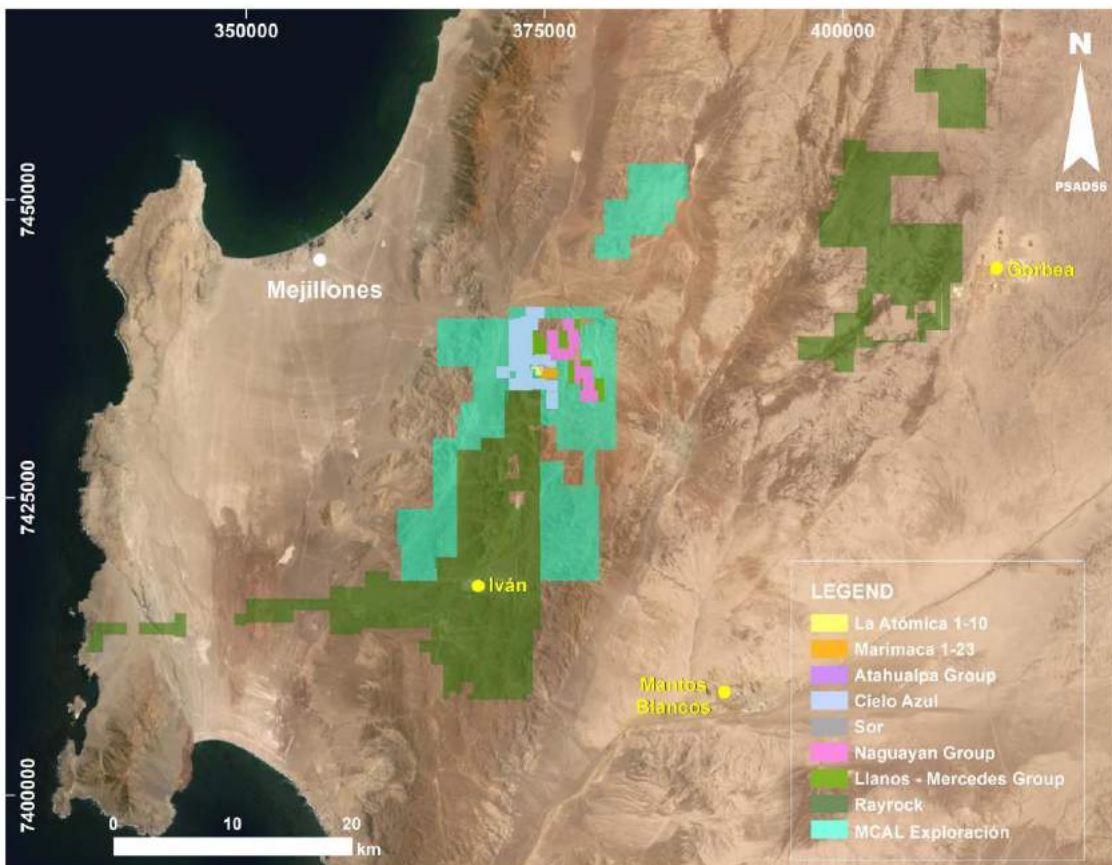 350000
375000
400000
N
PSAD56
7450000
7425000
7400000
Mejillones
Gorbea
Iván
Mantos
Blancos
LEGEND
La Atómica 1-10
Marimaca 1-23
Atahualpa Group
Cielo Azul
Sor
Naguayan Group
Llanos - Mercedes Group
Rayrock
MCAL Exploración
0
10
20
km